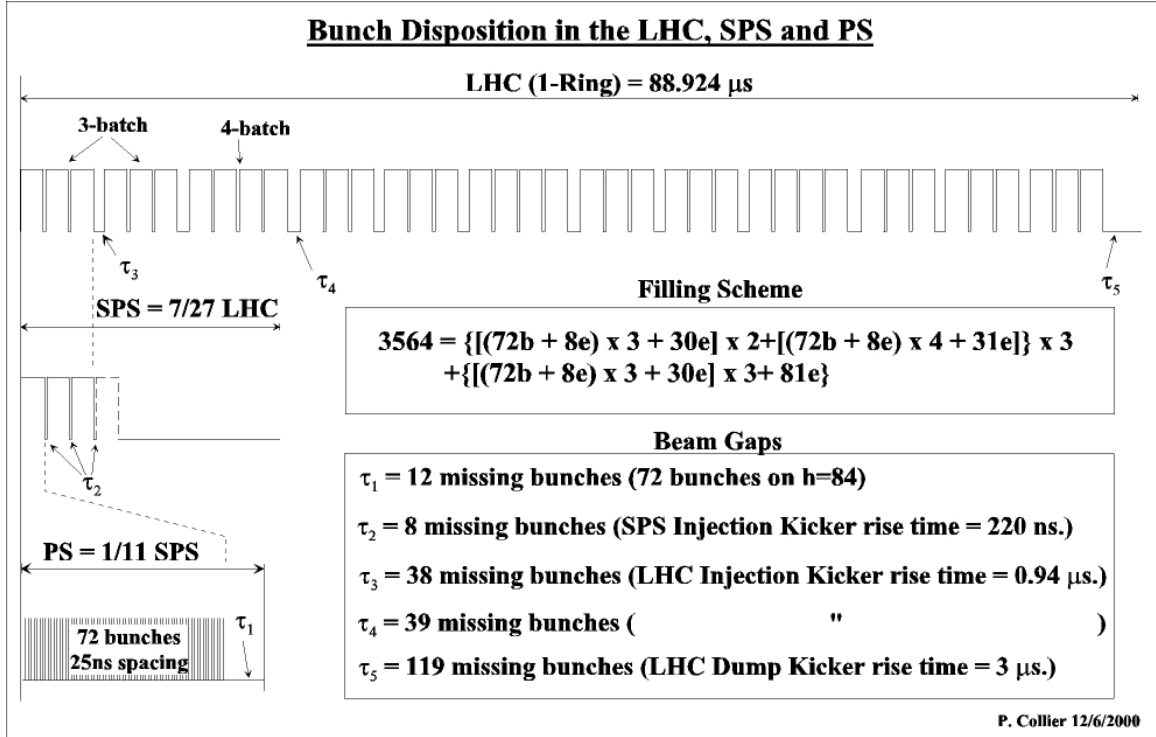 Bunch Disposition in the LHC, SPS and PS
LHC (1-Ring) = 88.924 μs
3-batch
4-batch
τ3
τ4
τ5
SPS = 7/27 LHC
Filling Scheme
3564 = {[(72b + 8e) x 3 + 30e] x 2+[(72b + 8e) x 4 + 31e]} x 3
+{[(72b + 8e) x 3 + 30e] x 3+ 81e}
τ2
Beam Gaps
τ1 = 12 missing bunches (72 bunches on h=84)
τ2 = 8 missing bunches (SPS Injection Kicker rise time = 220 ns.)
τ3 = 38 missing bunches (LHC Injection Kicker rise time = 0.94 μs.)
τ4 = 39 missing bunches ( " )
τ5 = 119 missing bunches (LHC Dump Kicker rise time = 3 μs.)
PS = 1/11 SPS
τ1
72 bunches
25ns spacing
P. Collier 12/6/2000